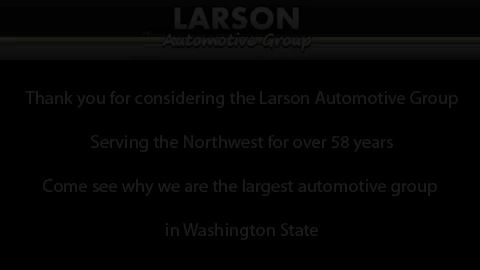 LARSON
Automotive Group
Thank you for considering the Larson Automotive Group
Serving the Northwest for over 58 years
Come see why we are the largest automotive group
in Washington State